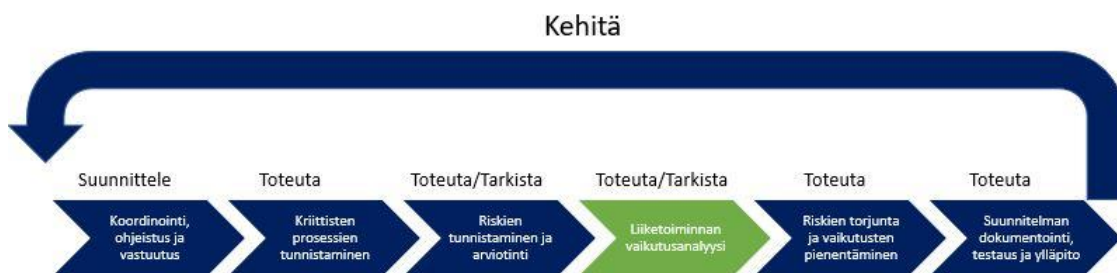 Kehitä
Suunnittele
Toteuta
Toteuta/Tarkista
Toteuta/Tarkista
Toteuta
Toteuta
Koordinointi,
ohjeistus ja
vastuutus
Kriittisten
prosessien
tunnistaminen
Riskien
tunnistaminen ja
arviotinti
Liiketoiminnan
vaikutusanalyysi
Riskien torjunta
ja vaikutusten
pienentäminen
Suunnitelman
dokumentointi,
testaus ja ylläpito